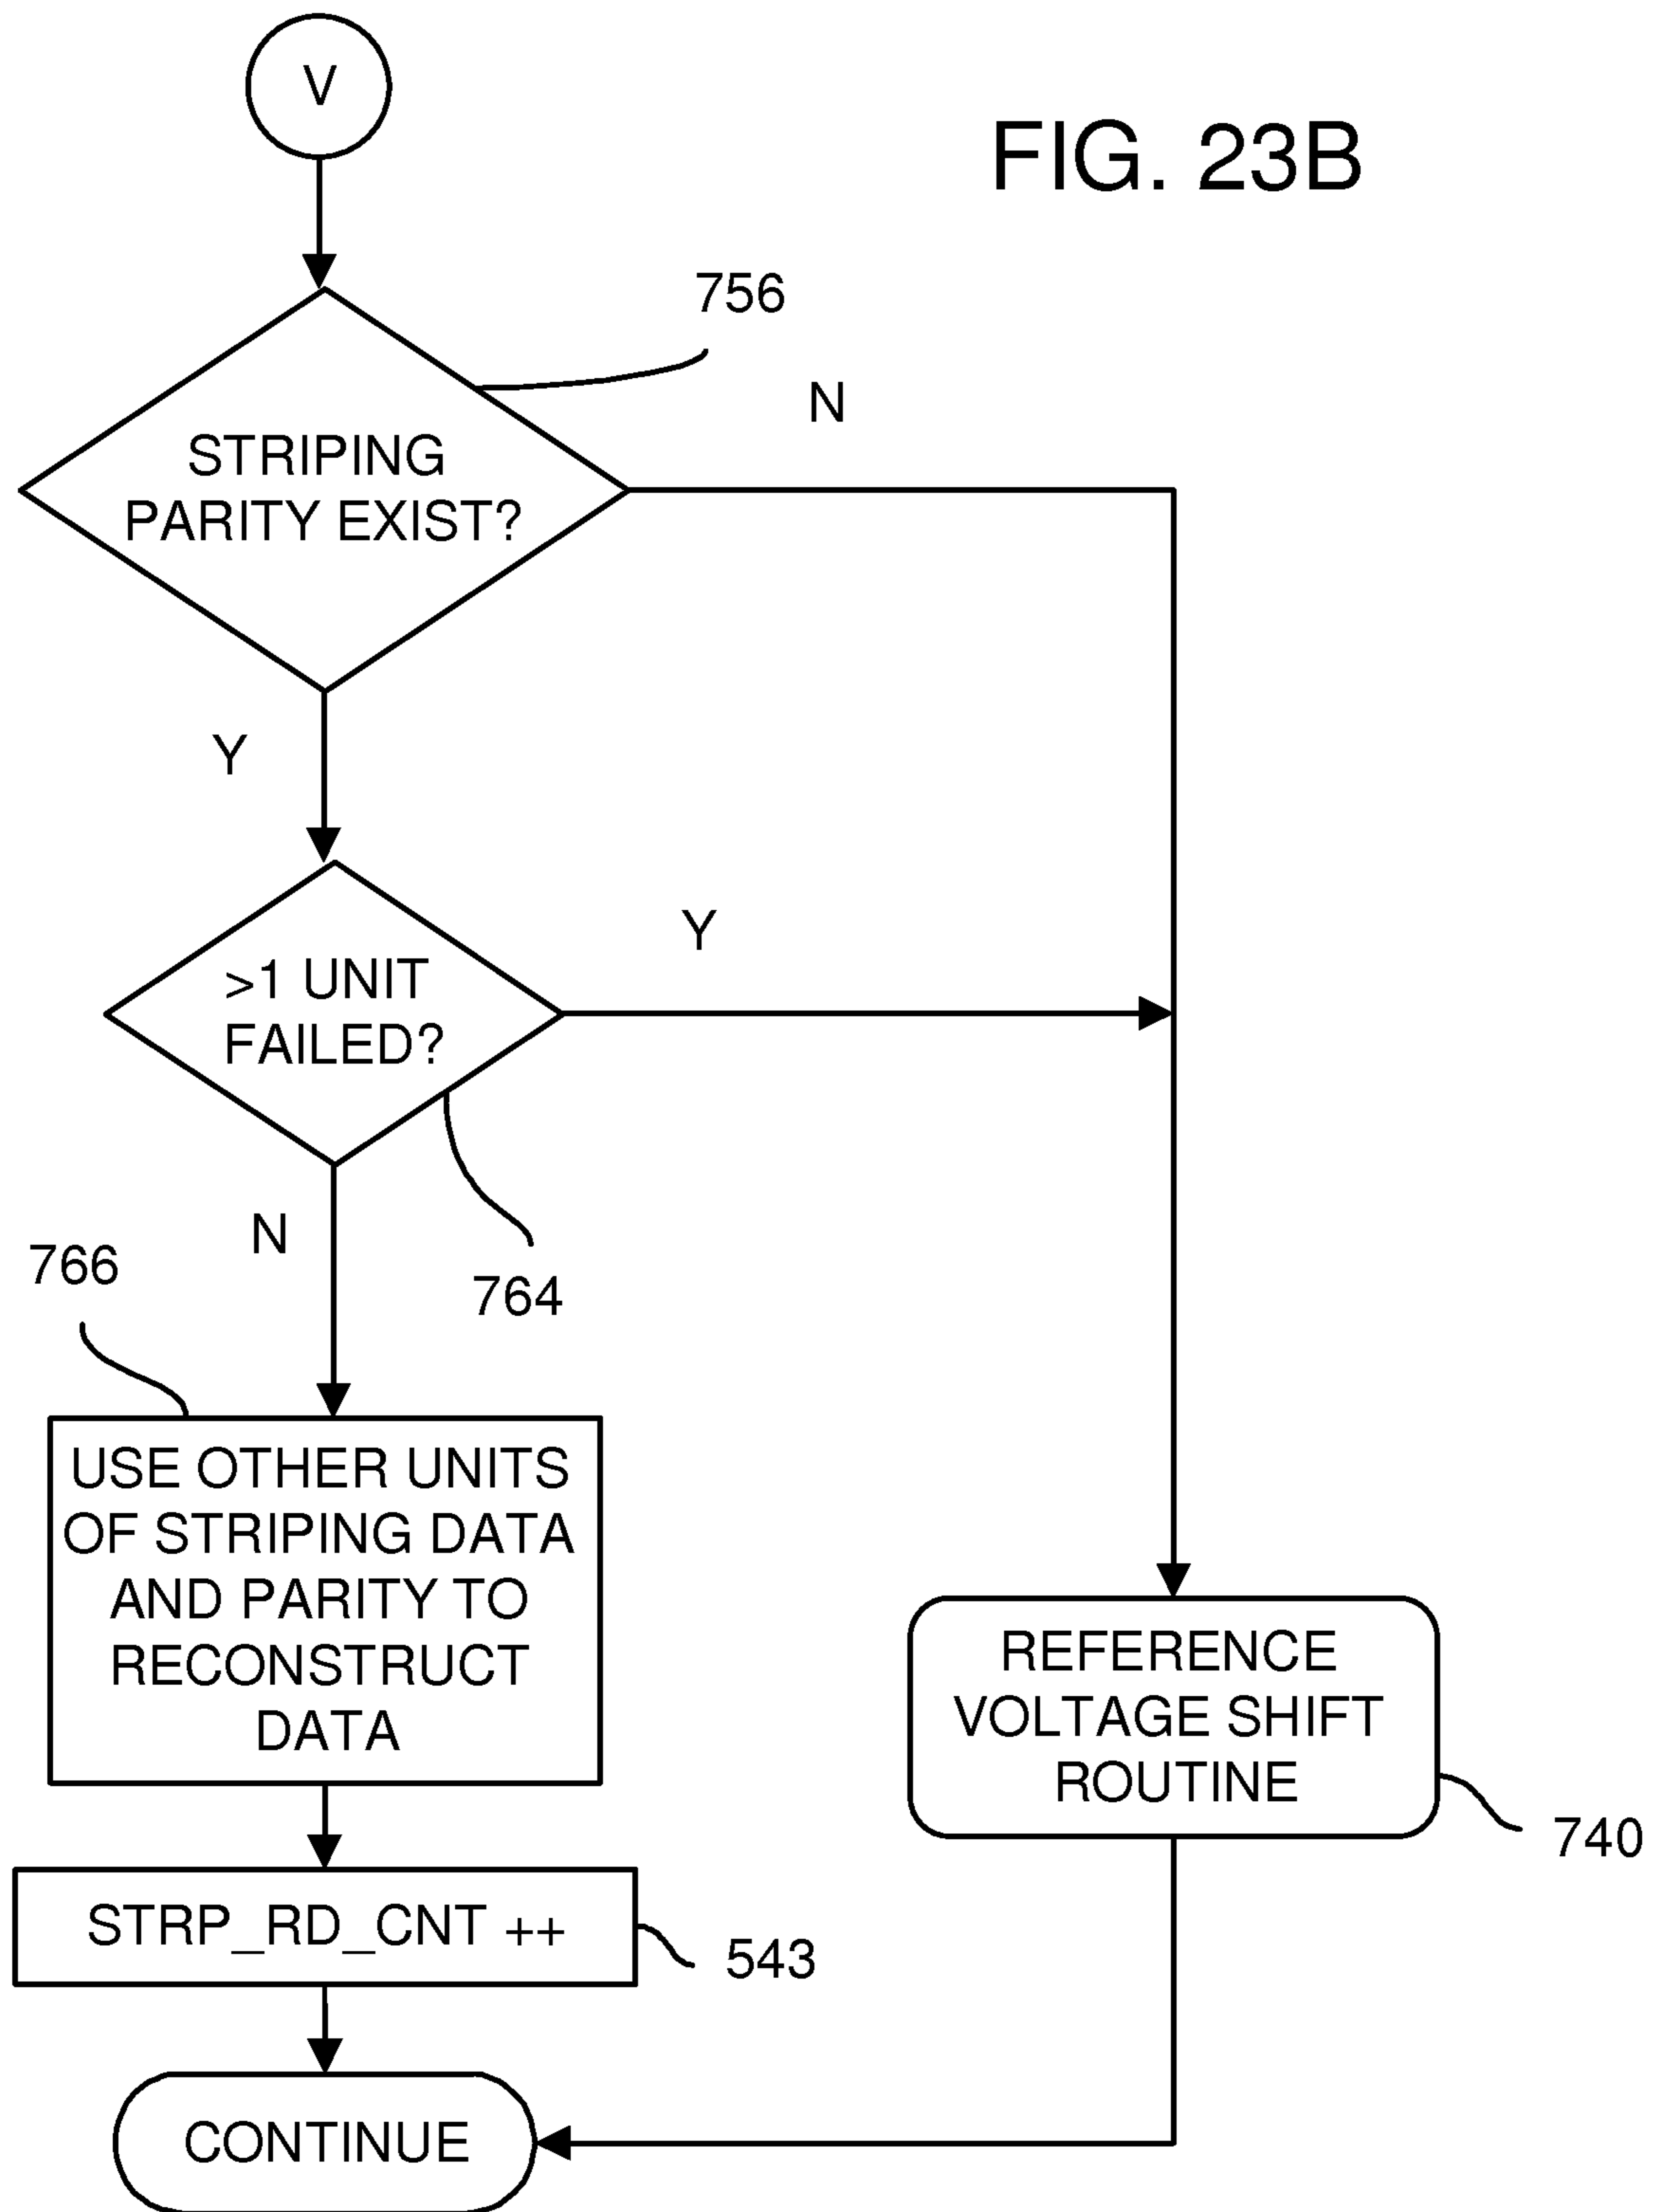 V
FIG. 23B
756
N
STRIPING
PARITY EXIST?
Y
Y
>1 UNIT
FAILED?
N
766
764
USE OTHER UNITS
OF STRIPING DATA
AND PARITY TO
RECONSTRUCT
DATA
REFERENCE
VOLTAGE SHIFT
ROUTINE
740
STRP_RD_CNT ++
543
CONTINUE